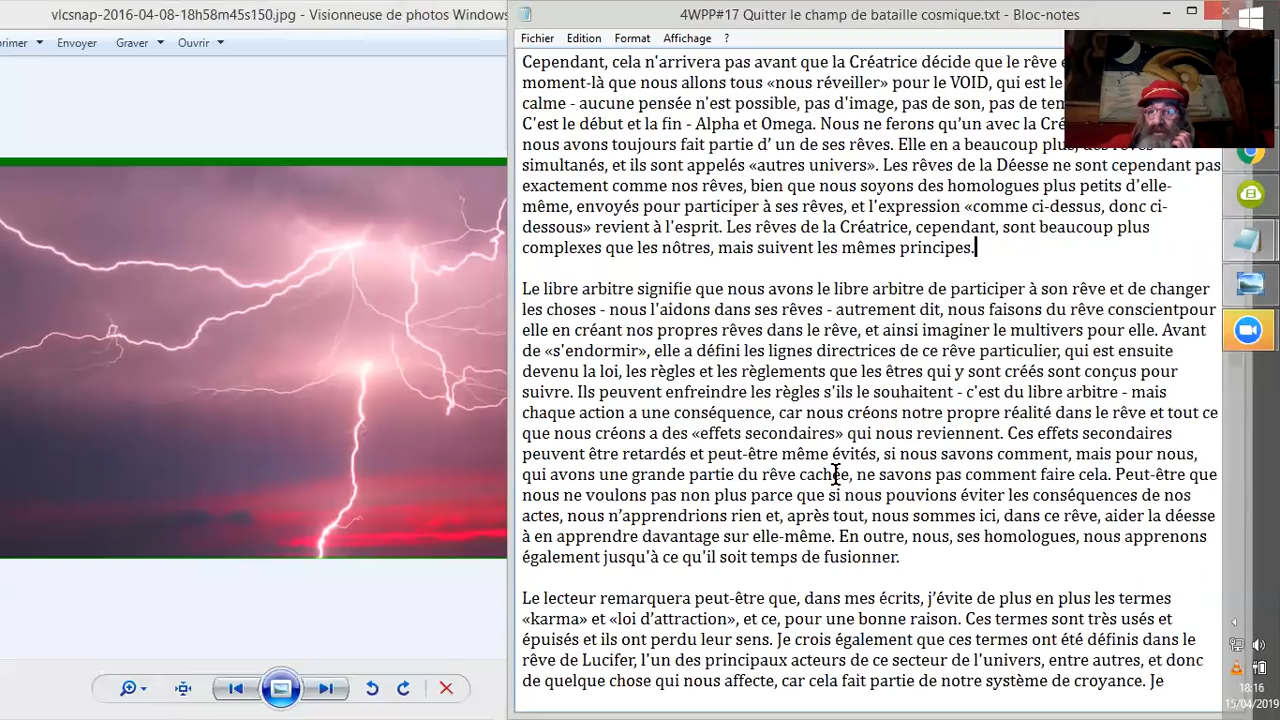 vlcsnap-2016-04-08-18h58m45s150.jpg - Visionneuse de photos Windows
Envoyer Graver Ouvrir
4WPP#17 Quitter le champ de bataille cosmique.txt - Bloc-notes
Fichier Edition Format Affichage ?
Cependant, cela n'arrivera pas avant que la Créatrice décide que le rêve
moment-là que nous allons tous «nous réveiller» pour le VOID, qui est le
calme - aucune pensée n'est possible, pas d'image, pas de son, pas de
C'est le début et la fin - Alpha et Omega. Nous ne ferons qu’un avec la
nous avons toujours fait partie d’ un de ses rêves. Elle en a beaucoup plus, des rêves
simultanés, et ils sont appelés «autres univers». Les rêves de la Déesse ne sont cependant pas
exactement comme nos rêves, bien que nous soyons des homologues plus petits d'elle-
même, envoyés pour participer à ses rêves, et l'expression «comme ci-dessus, donc ci-
dessous» revient à l'esprit. Les rêves de la Créatrice, cependant, sont beaucoup plus
complexes que les nôtres, mais suivent les mêmes principes.
Le libre arbitre signifie que nous avons le libre arbitre de participer à son rêve et de changer
les choses - nous l'aidons dans ses rêves - autrement dit, nous faisons du rêve conscientpour
elle en créant nos propres rêves dans le rêve, et ainsi imaginer le multivers pour elle. Avant
de «s'endormir», elle a défini les lignes directrices de ce rêve particulier, qui est ensuite
devenu la loi, les règles et les règlements que les êtres qui y sont créés sont conçus pour
suivre. Ils peuvent enfreindre les règles s'ils le souhaitent - c'est du libre arbitre - mais
chaque action a une conséquence, car nous créons notre propre réalité dans le rêve et tout ce
que nous créons a des «effets secondaires» qui nous reviennent. Ces effets secondaires
peuvent être retardés et peut-être même évités, si nous savons comment, mais pour nous,
qui avons une grande partie du rêve cachée, ne savons pas comment faire cela. Peut-être que
nous ne voulons pas non plus parce que si nous pouvions éviter les conséquences de nos
actes, nous n’apprendrions rien et, après tout, nous sommes ici, dans ce rêve, aider la déesse
à en apprendre davantage sur elle-même. En outre, nous, ses homologues, nous apprenons
également jusqu'à ce qu'il soit temps de fusionner.
Le lecteur remarquera peut-être que, dans mes écrits, j’évite de plus en plus les termes
«karma» et «loi d’attraction», et ce, pour une bonne raison. Ces termes sont très usés et
épuisés et ils ont perdu leur sens. Je crois également que ces termes ont été définis dans le
rêve de Lucifer, l'un des principaux acteurs de ce secteur de l'univers, entre autres, et donc
de quelque chose qui nous affecte, car cela fait partie de notre système de croyance. Je
18:16
15/04/2019